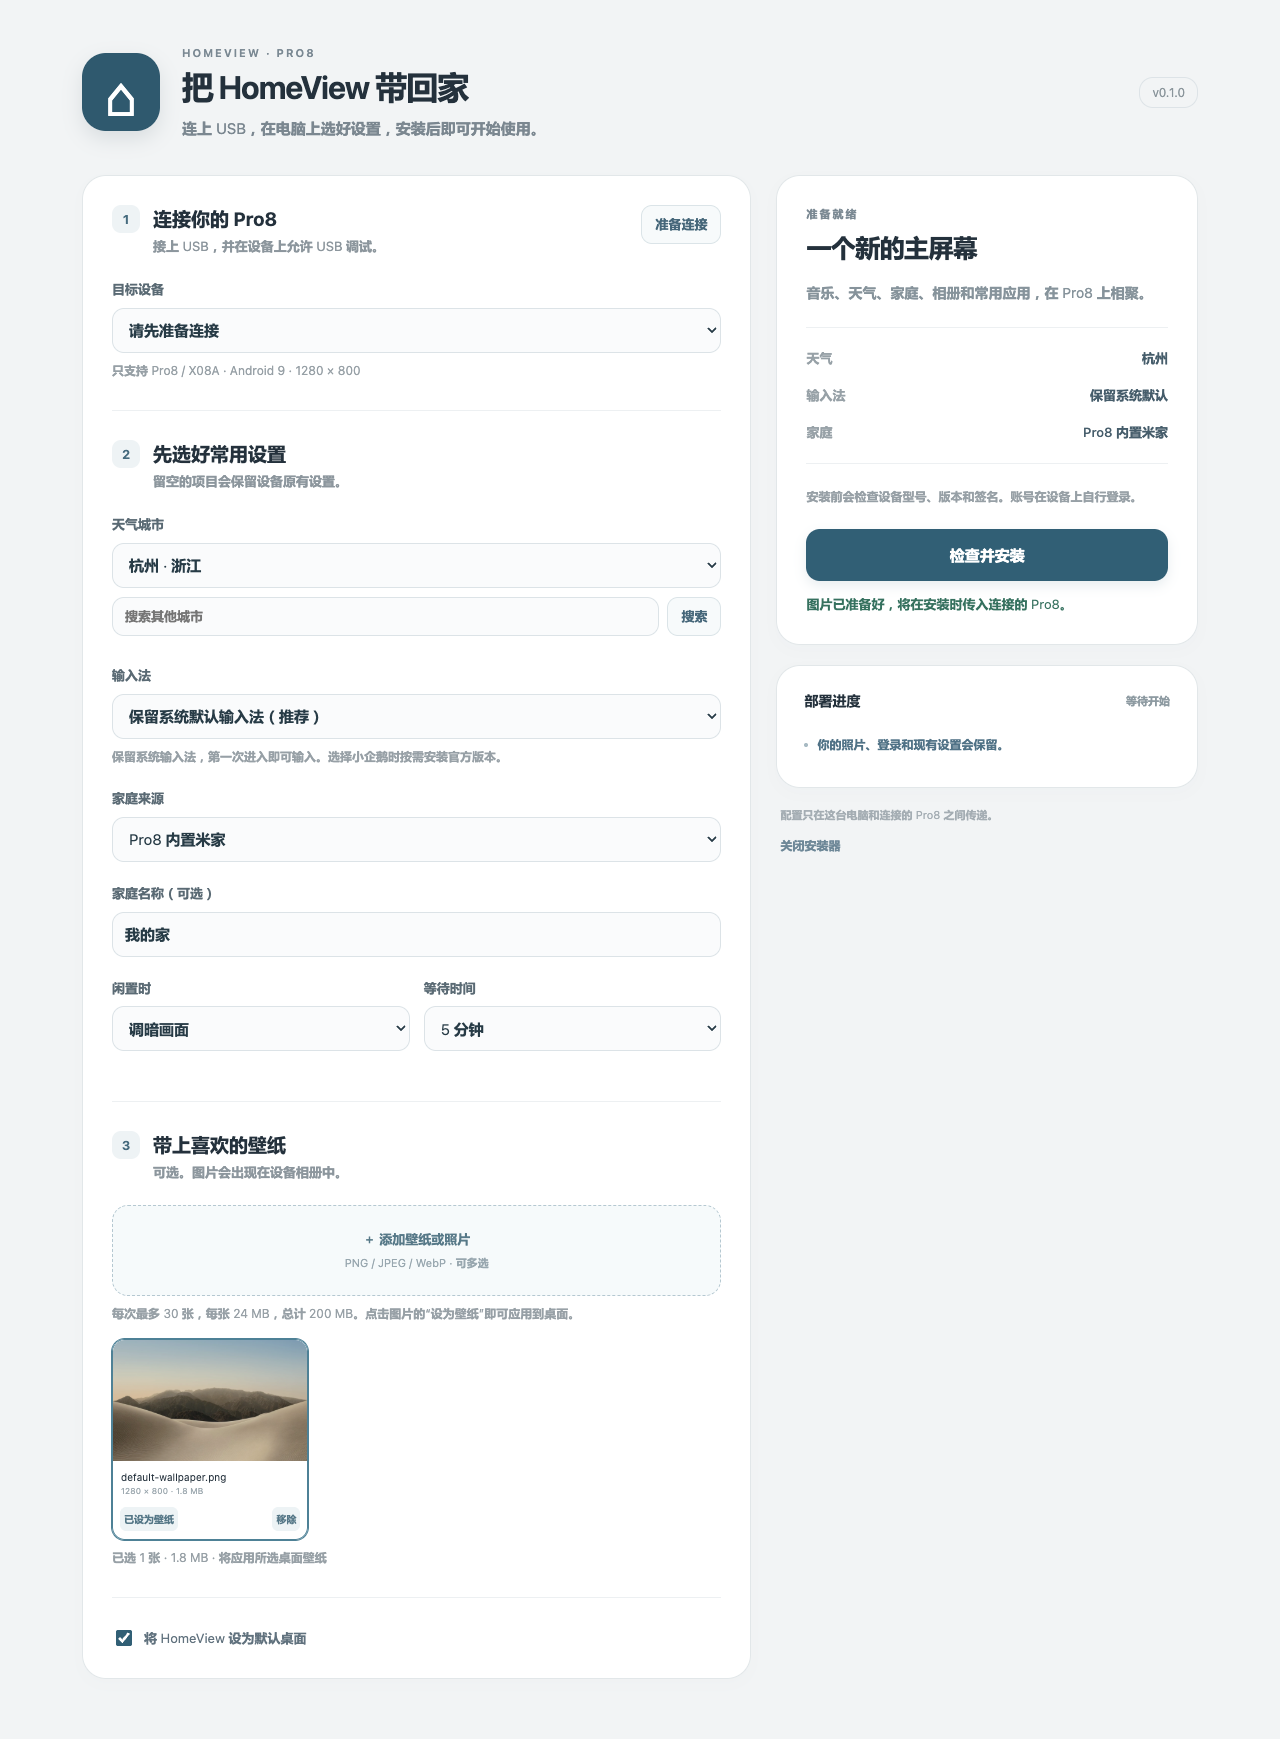 HOMEVIEW · PRO8
把 HomeView 带回家
连上 USB，在电脑上选好设置，安装后即可开始使用。
v0.1.0
1
连接你的 Pro8
接上 USB，并在设备上允许 USB 调试。
准备连接
目标设备
请先准备连接
只支持 Pro8 / X08A · Android 9 · 1280 × 800
2
先选好常用设置
留空的项目会保留设备原有设置。
天气城市
杭州 · 浙江
搜索其他城市
搜索
输入法
保留系统默认输入法（推荐）
保留系统输入法，第一次进入即可输入。选择小企鹅时按需安装官方版本。
家庭来源
Pro8 内置米家
家庭名称（可选）
我的家
闲置时
等待时间
调暗画面
5 分钟
3
带上喜欢的壁纸
可选。图片会出现在设备相册中。
+ 添加壁纸或照片
PNG / JPEG / WebP · 可多选
每次最多 30 张，每张 24 MB，总计 200 MB。点击图片的“设为壁纸”即可应用到桌面。
default-wallpaper.png
1280 × 800 · 1.8 MB
已设为壁纸
移除
已选 1 张 · 1.8 MB · 将应用所选桌面壁纸
将 HomeView 设为默认桌面
准备就绪
一个新的主屏幕
音乐、天气、家庭、相册和常用应用，在 Pro8 上相聚。
天气
杭州
输入法
保留系统默认
家庭
Pro8 内置米家
安装前会检查设备型号、版本和签名。账号在设备上自行登录。
检查并安装
图片已准备好，将在安装时传入连接的 Pro8。
部署进度
等待开始
你的照片、登录和现有设置会保留。
配置只在这台电脑和连接的 Pro8 之间传递。
关闭安装器